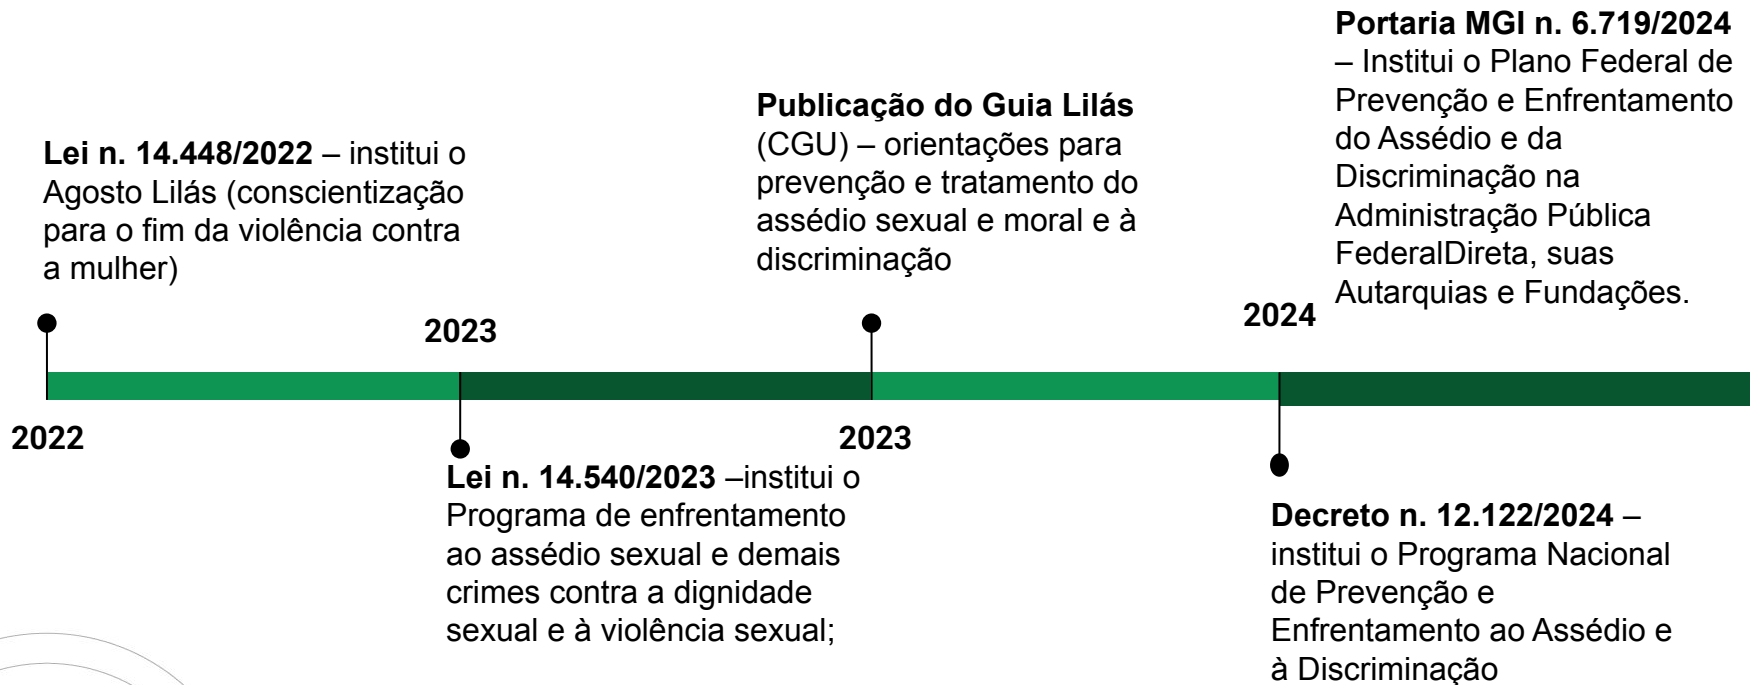 Lei n. 14.448/2022 – institui o
Agosto Lilás (conscientização
para o fim da violência contra
a mulher)
2022
2023
Lei n. 14.540/2023 –institui o
Programa de enfrentamento
ao assédio sexual e demais
crimes contra a dignidade
sexual e à violência sexual;
Publicação do Guia Lilás
(CGU) – orientações para
prevenção e tratamento do
assédio sexual e moral e à
discriminação
2023
2024
Decreto n. 12.122/2024 –
institui o Programa Nacional
de Prevenção e
Enfrentamento ao Assédio e
à Discriminação
Portaria MGI n. 6.719/2024
– Institui o Plano Federal de
Prevenção e Enfrentamento
do Assédio e da
Discriminação na
Administração Pública
FederalDireta, suas
Autarquias e Fundações.